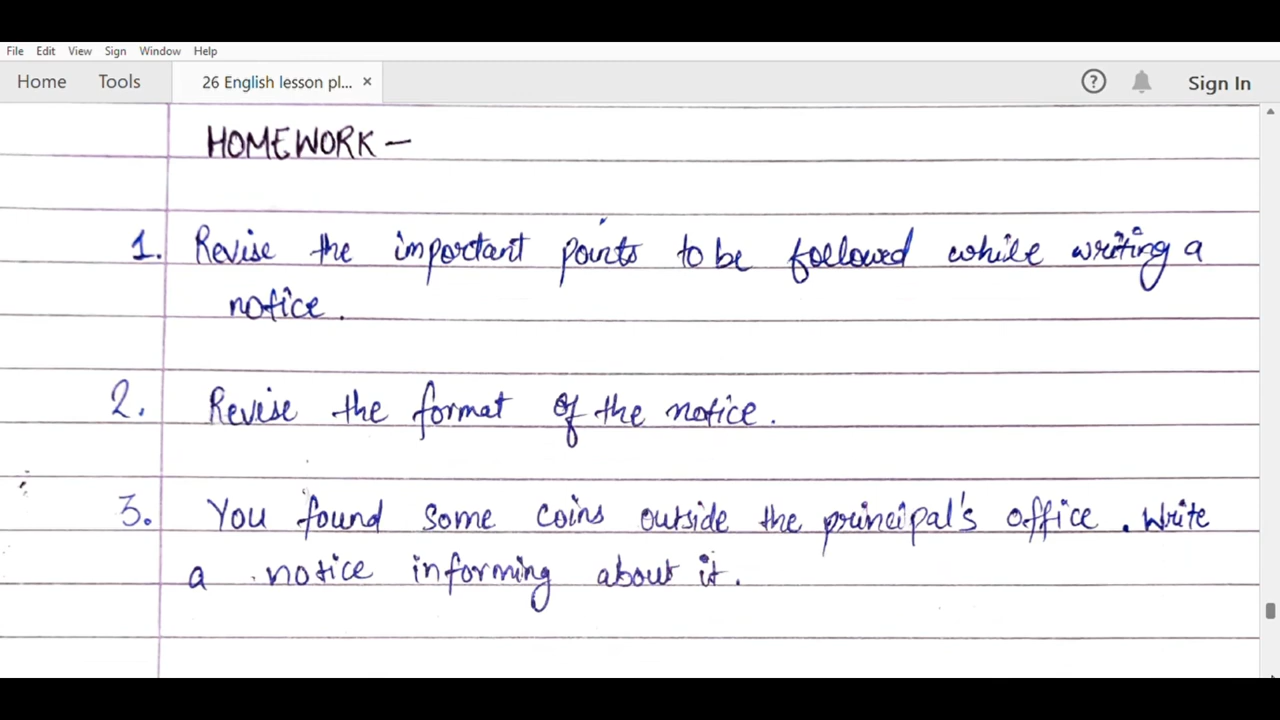 File Edit View Sign Window Help
Home Tools 26 English lesson pl... × ? Sign In
HOMEWORK –
1. Revise the important points to be followed while writing a
notice.
2. Revise the format of the notice.
3. You found some coins outside the principal's office. Write
a notice informing about it.